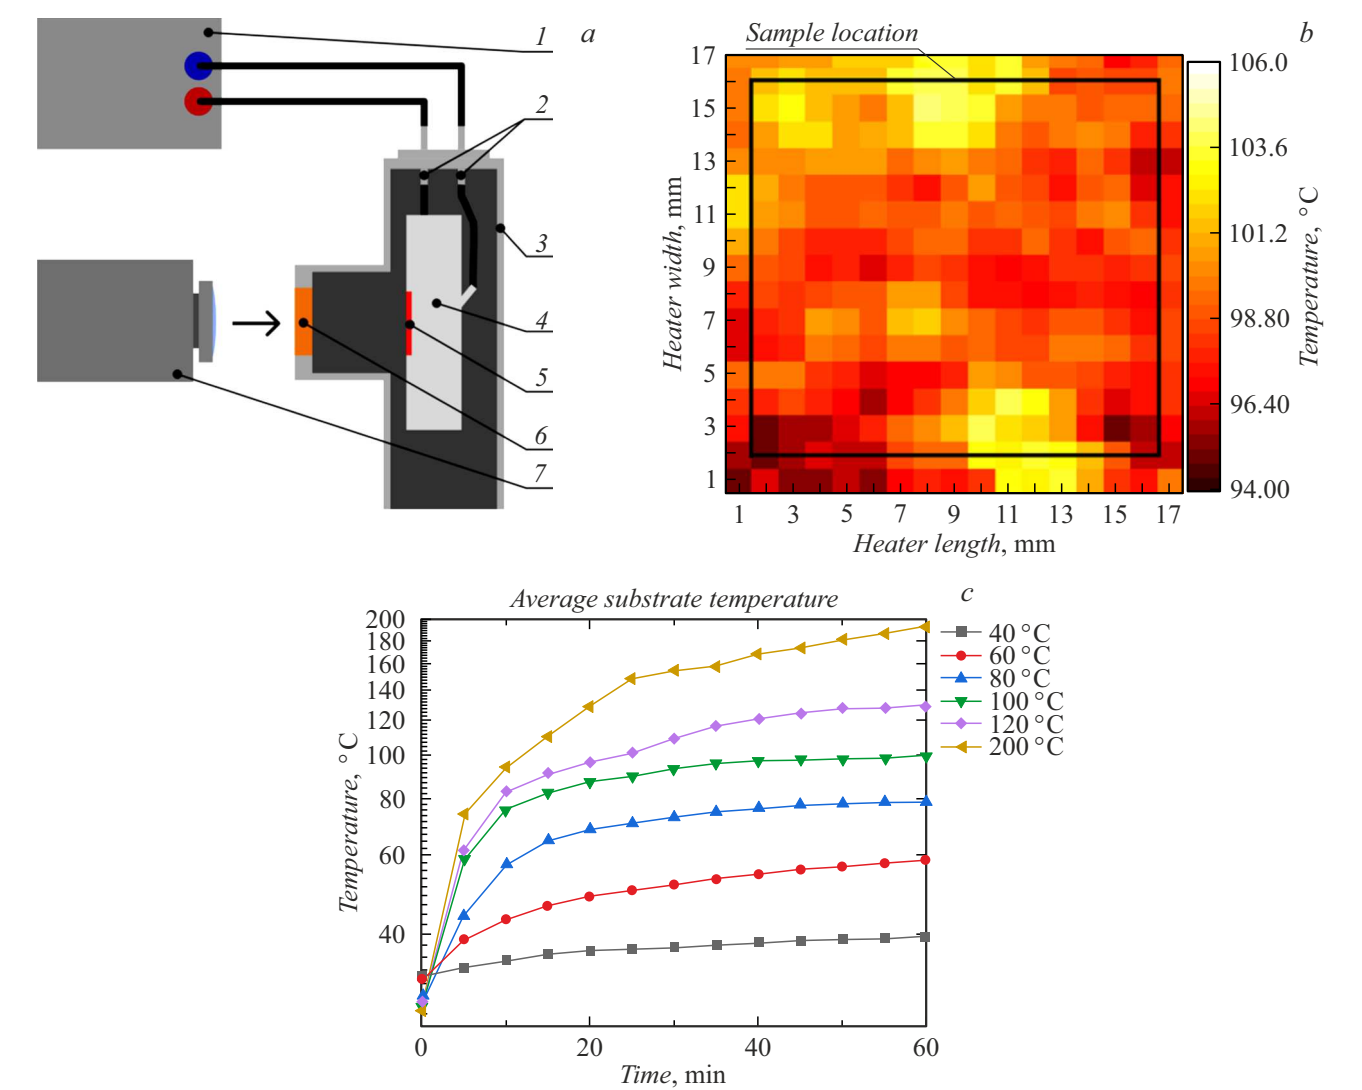 1
a
2
3
4
5
6
7
Sample location
b
17
15
13
11
9
7
5
3
1
Heater width, mm
1 3 5 7 9 11 13 15 17
Heater length, mm
106.0
103.6
101.2
98.80
96.40
94.00
Temperature, °C
Average substrate temperature
c
200
180
160
140
120
100
80
60
40
Temperature, °C
0 20 40 60
Time, min
40 °C
60 °C
80 °C
100 °C
120 °C
200 °C